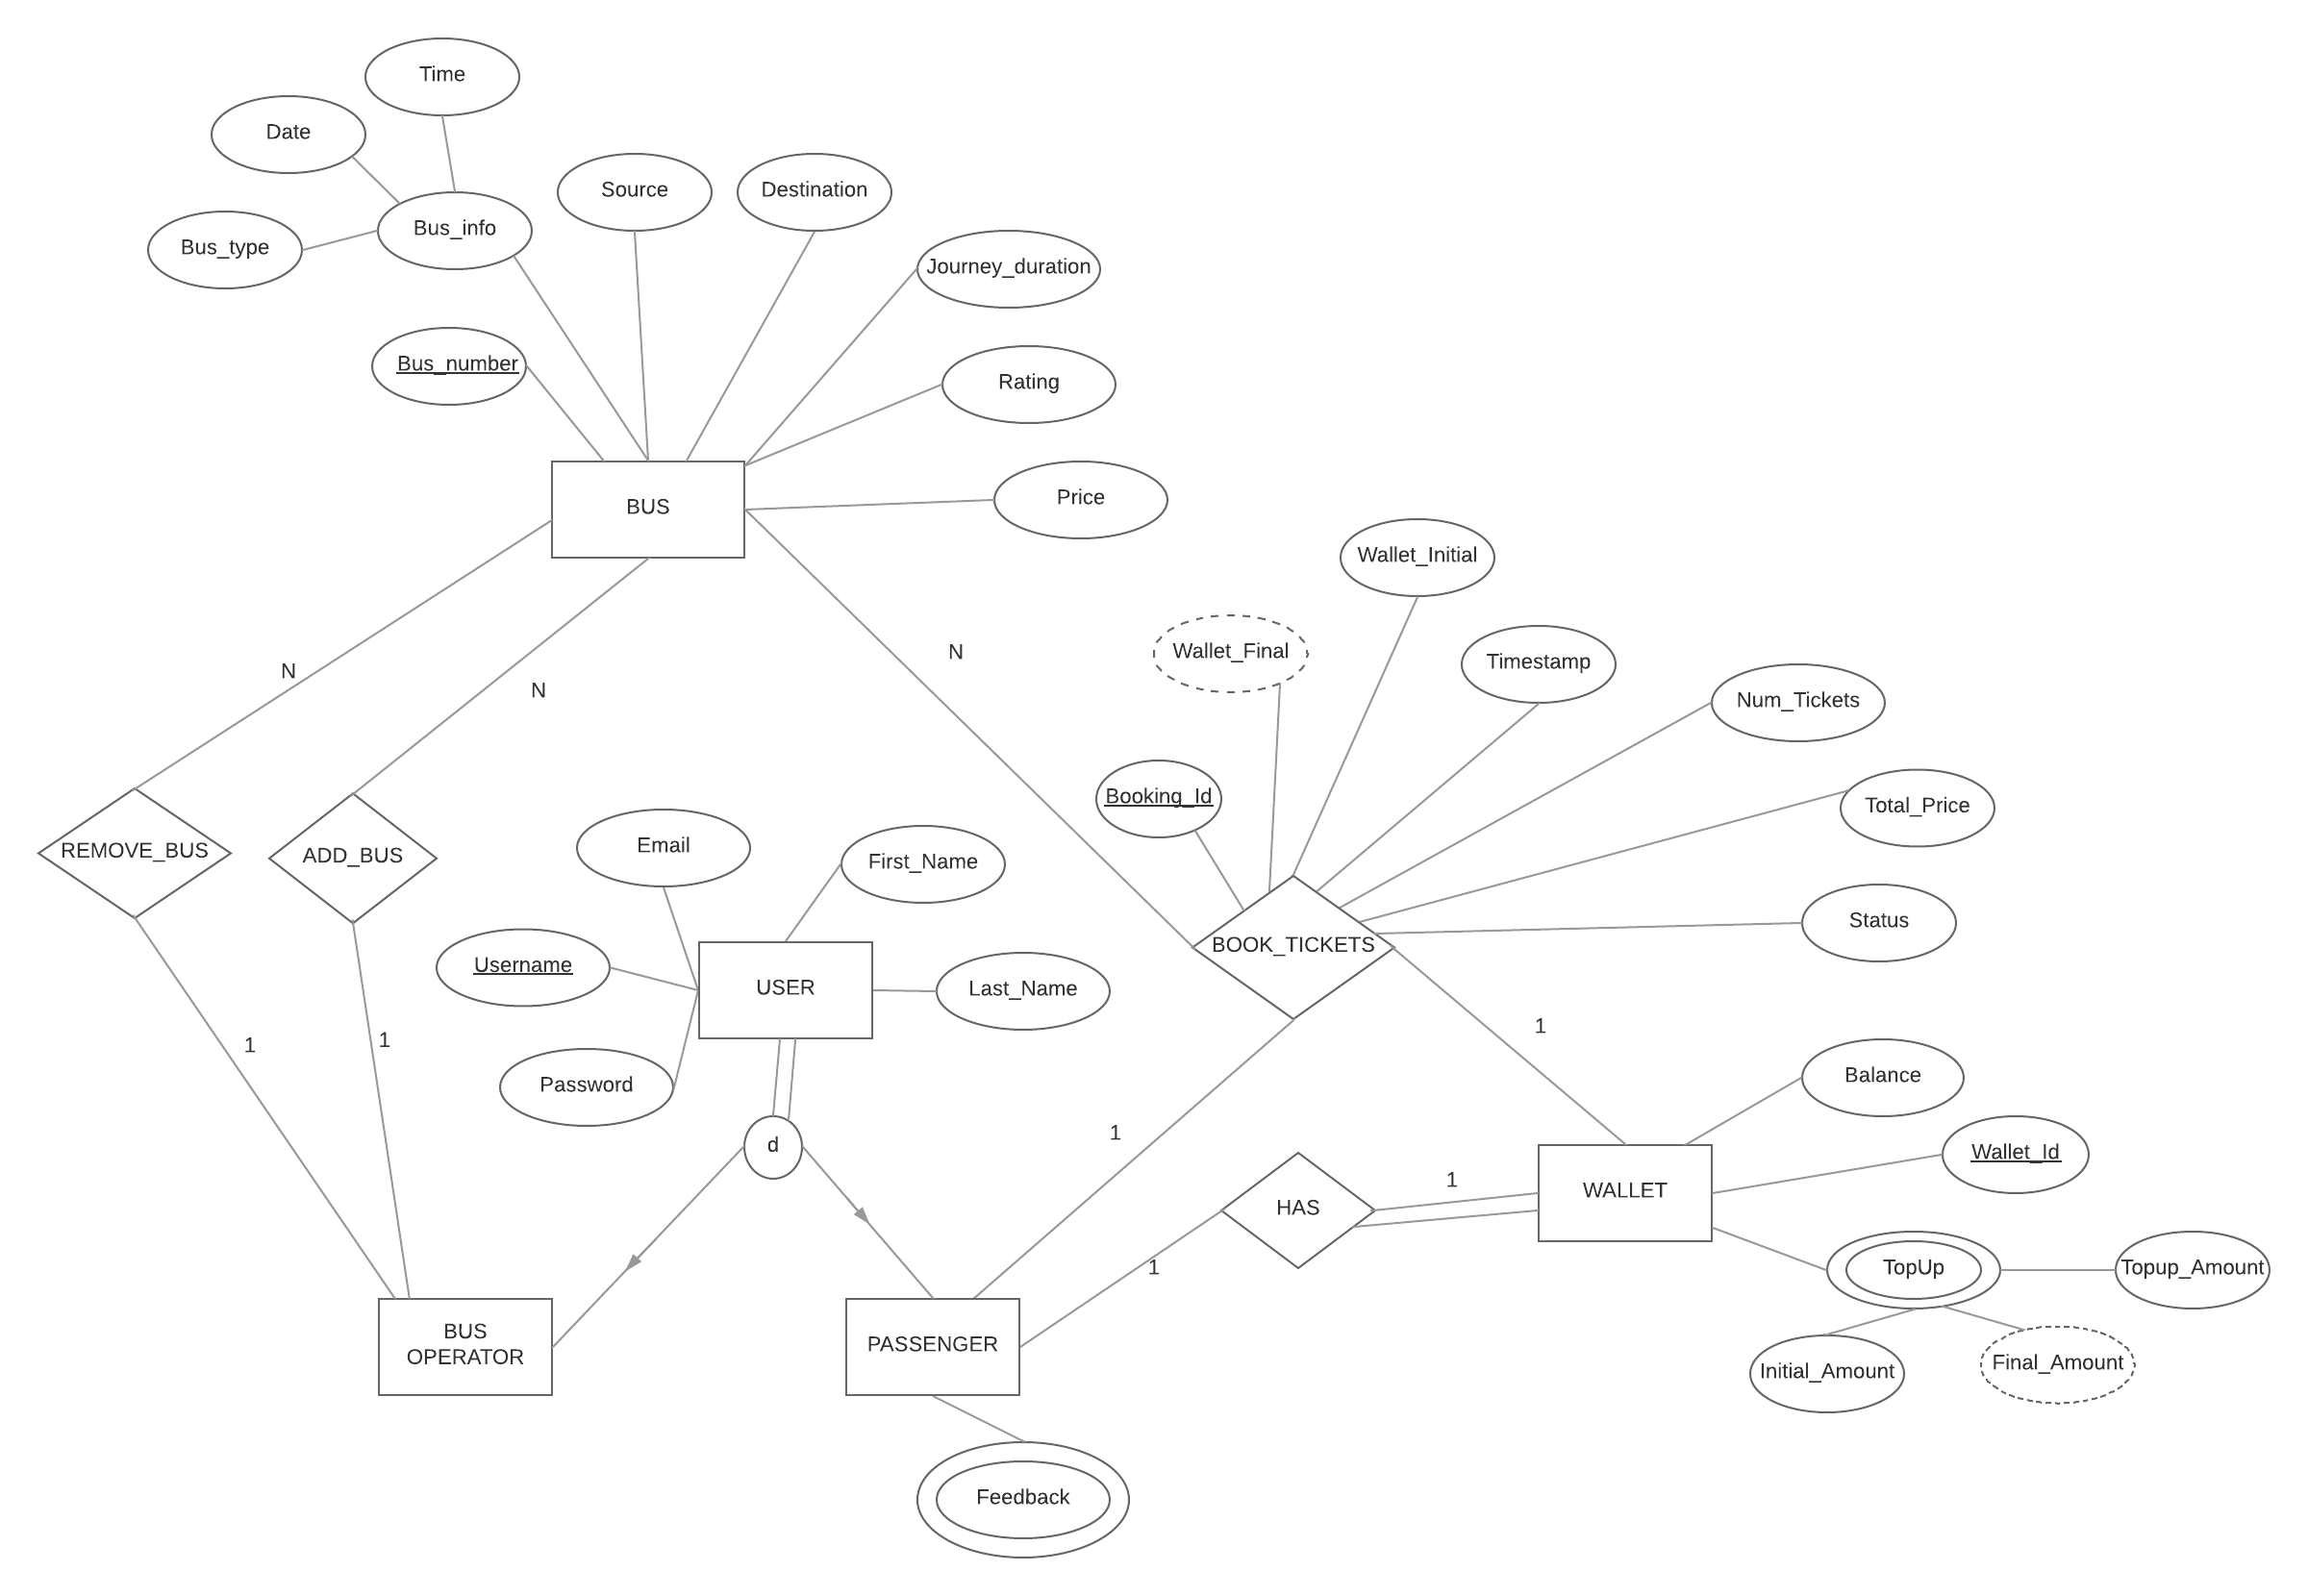 Time
Date
Source
Destination
Bus_info
Bus_type
Journey_duration
Bus_number
Rating
Price
BUS
Wallet_Initial
N
Wallet_Final
Timestamp
N
N
Num_Tickets
Booking_Id
Total_Price
REMOVE_BUS
ADD_BUS
Email
First_Name
Status
BOOK_TICKETS
Username
USER
Last_Name
1
1
1
Password
Balance
1
d
Wallet_Id
1
WALLET
HAS
1
TopUp
Topup_Amount
BUS
OPERATOR
PASSENGER
Initial_Amount
Final_Amount
Feedback